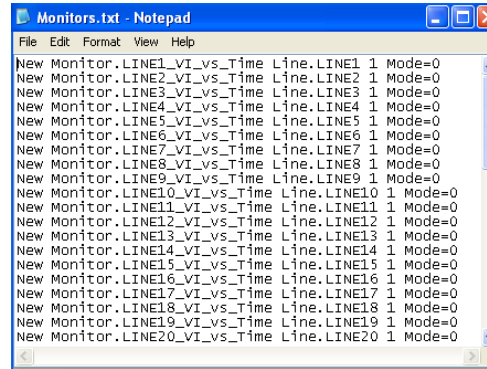 Monitors.txt - Notepad
File Edit Format View Help
New Monitor.LINE1_VI_vs_Time Line.LINE1 1 Mode=0
New Monitor.LINE2_VI_vs_Time Line.LINE2 1 Mode=0
New Monitor.LINE3_VI_vs_Time Line.LINE3 1 Mode=0
New Monitor.LINE4_VI_vs_Time Line.LINE4 1 Mode=0
New Monitor.LINE5_VI_vs_Time Line.LINE5 1 Mode=0
New Monitor.LINE6_VI_vs_Time Line.LINE6 1 Mode=0
New Monitor.LINE7_VI_vs_Time Line.LINE7 1 Mode=0
New Monitor.LINE8_VI_vs_Time Line.LINE8 1 Mode=0
New Monitor.LINE9_VI_vs_Time Line.LINE9 1 Mode=0
New Monitor.LINE10_VI_vs_Time Line.LINE10 1 Mode=0
New Monitor.LINE11_VI_vs_Time Line.LINE11 1 Mode=0
New Monitor.LINE12_VI_vs_Time Line.LINE12 1 Mode=0
New Monitor.LINE13_VI_vs_Time Line.LINE13 1 Mode=0
New Monitor.LINE14_VI_vs_Time Line.LINE14 1 Mode=0
New Monitor.LINE15_VI_vs_Time Line.LINE15 1 Mode=0
New Monitor.LINE16_VI_vs_Time Line.LINE16 1 Mode=0
New Monitor.LINE17_VI_vs_Time Line.LINE17 1 Mode=0
New Monitor.LINE18_VI_vs_Time Line.LINE18 1 Mode=0
New Monitor.LINE19_VI_vs_Time Line.LINE19 1 Mode=0
New Monitor.LINE20_VI_vs_Time Line.LINE20 1 Mode=0